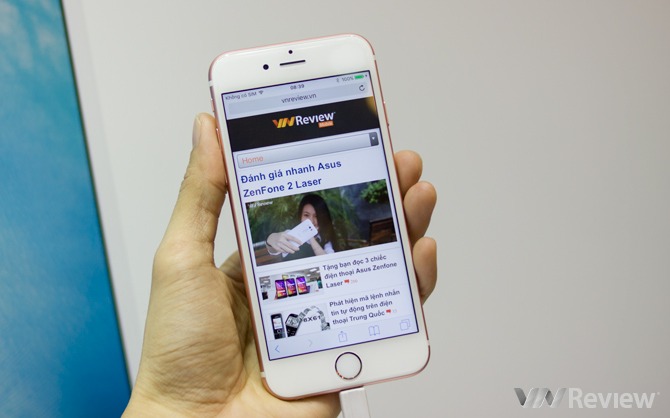 Không có SIM
08:38
100%
vnreview.vn
VNReview
Home
Đánh giá nhanh Asus
ZenFone 2 Laser
VNReview
Tặng bạn đọc 3 chiếc
điện thoại Asus Zenfone
Laser
Phát hiện mã lệnh nhắn
tin tự động trên điện
thoại Trung Quốc
VNReview